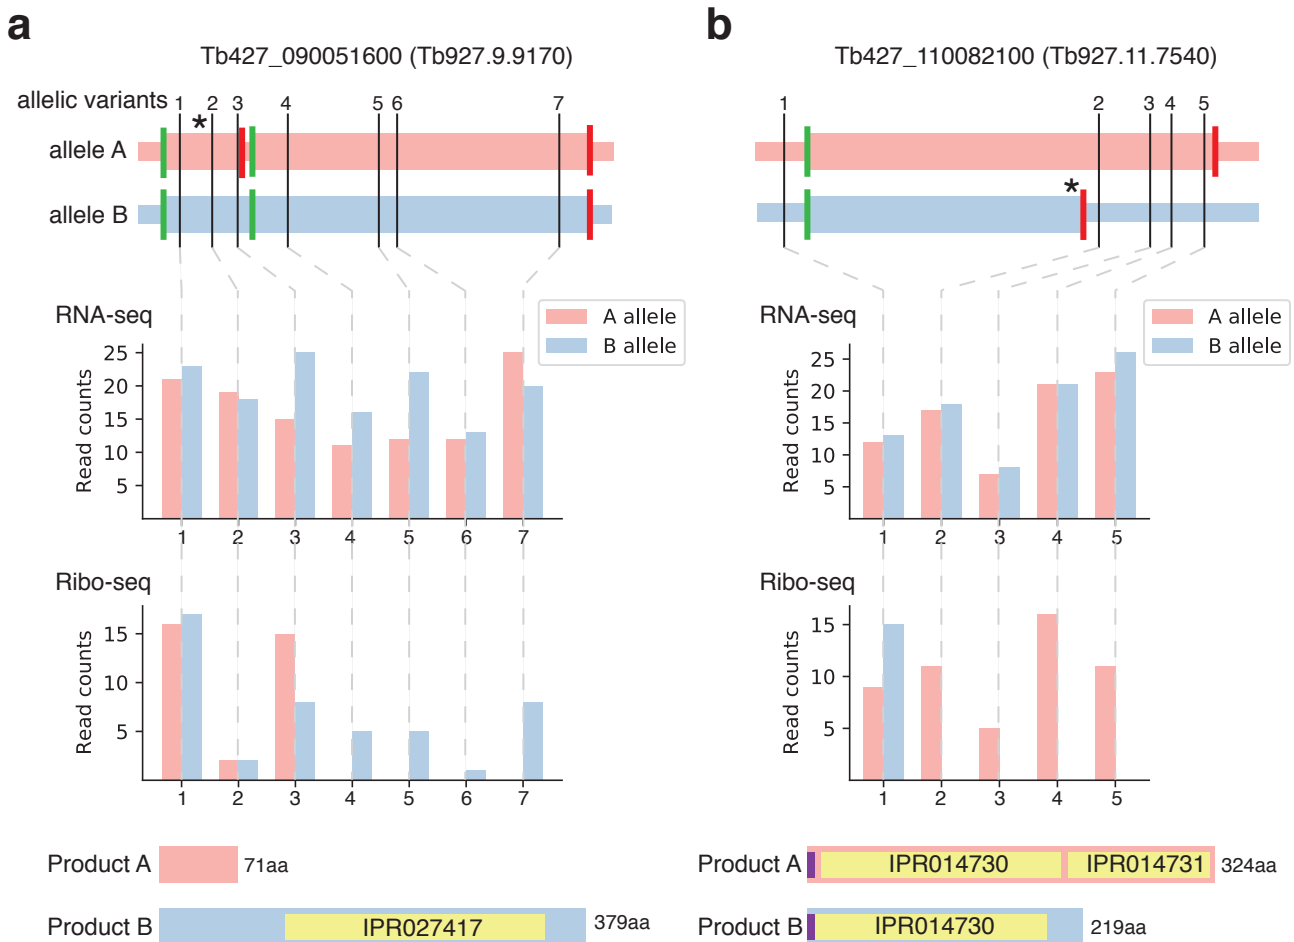 a
Tb427_090051600 (Tb927.9.9170)
allelic variants 1 2 3 4 5 6 7
*
allele A
allele B
RNA-seq
A allele
B allele
Read counts
25
20
15
10
5
1 2 3 4 5 6 7
Ribo-seq
Read counts
15
10
5
1 2 3 4 5 6 7
Product A 71aa
Product B IPR027417 379aa
b
Tb427_110082100 (Tb927.11.7540)
1 2 3 4 5
*
RNA-seq
A allele
B allele
Read counts
25
20
15
10
5
1 2 3 4 5
Ribo-seq
Read counts
15
10
5
1 2 3 4 5
Product A IPR014730 IPR014731 324aa
Product B IPR014730 219aa